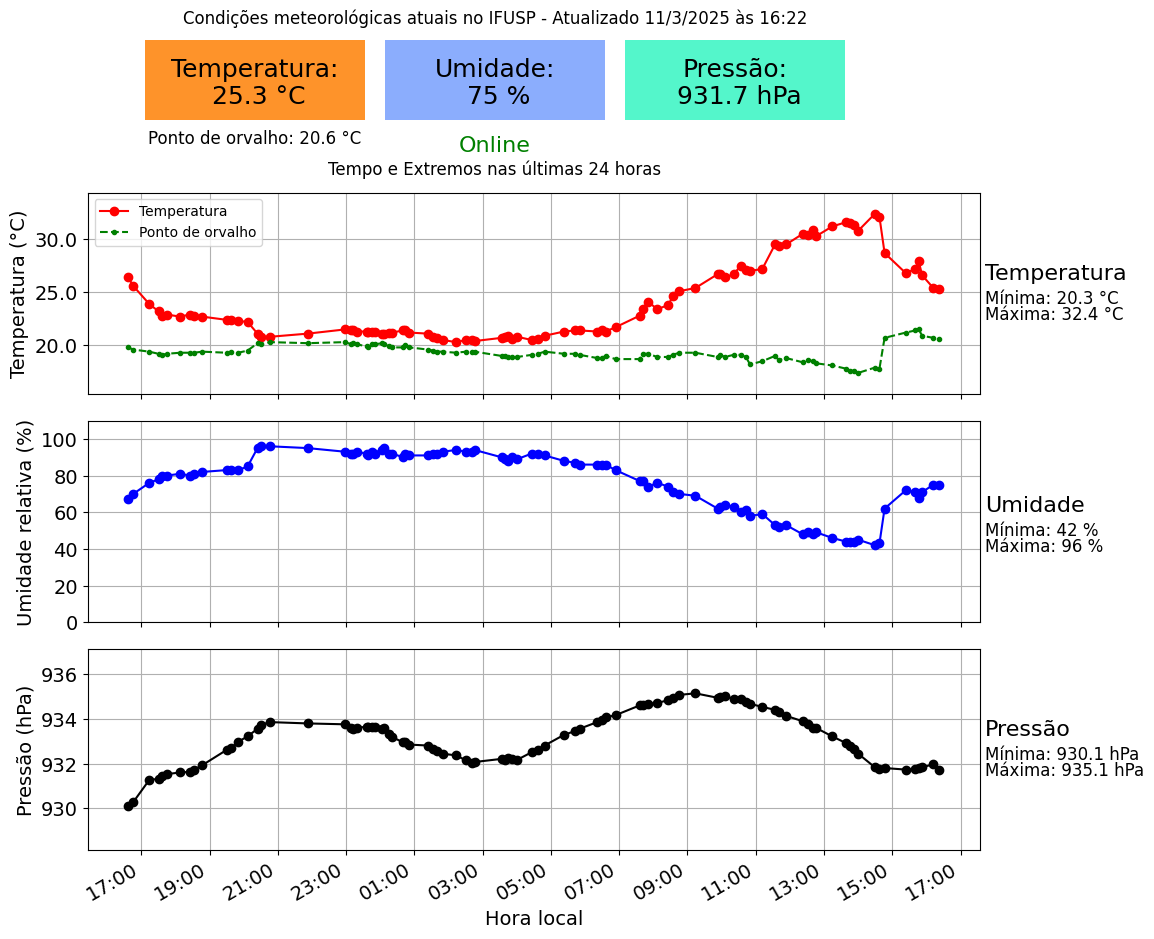 Condições meteorológicas atuais no IFUSP - Atualizado 11/3/2025 às 16:22
Temperatura:
25.3 °C
Umidade:
75 %
Pressão:
931.7 hPa
Ponto de orvalho: 20.6 °C
Online
Tempo e Extremos nas últimas 24 horas
Temperatura (°C)
30.0
25.0
20.0
Temperatura
Ponto de orvalho
Temperatura
Mínima: 20.3 °C
Máxima: 32.4 °C
Umidade relativa (%)
100
80
60
40
20
0
Umidade
Mínima: 42 %
Máxima: 96 %
Pressão (hPa)
936
934
932
930
Pressão
Mínima: 930.1 hPa
Máxima: 935.1 hPa
17:00 19:00 21:00 23:00 01:00 03:00 05:00 07:00 09:00 11:00 13:00 15:00 17:00
Hora local